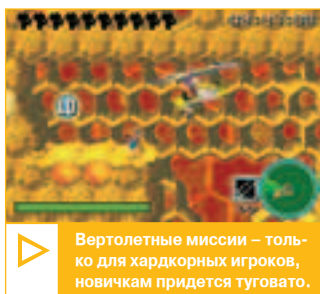 Вертолетные миссии – толь-
ко для хардкорных игроков,
новичкам придется туговато.